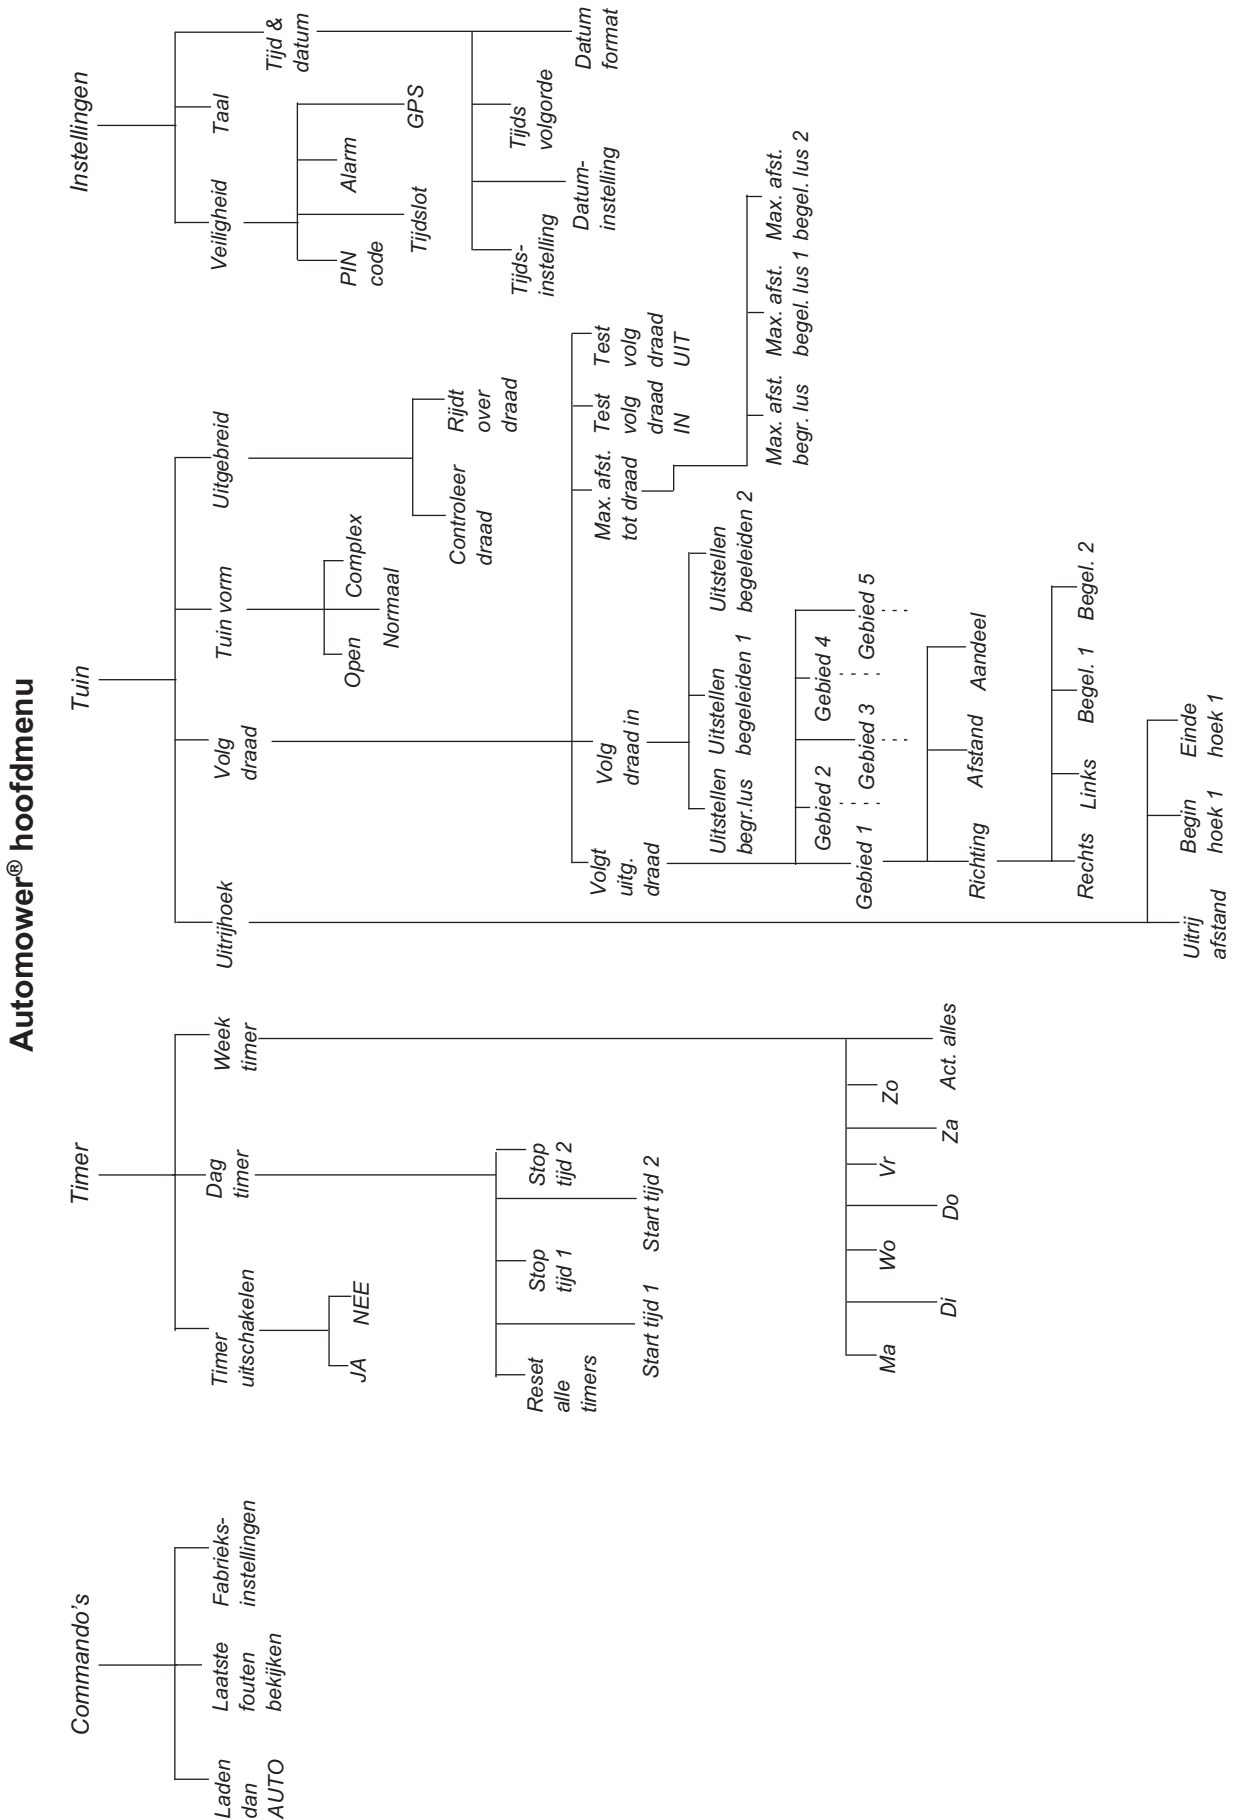 Automower® hoofdmenu
Commando's
Laden
dan
AUTO
Laatste
fouten
bekijken
Fabrieks-
instellingen
Timer
Timer
uitschakelen
JA
NEE
Dag
timer
Reset
alle
timers
Start tijd 1
Stop
tijd 1
Start tijd 2
Stop
tijd 2
Week
timer
Ma
Di
Wo
Do
Vr
Za
Zo
Act. alles
Tuin
Uitrijhoek
Uitrij
afstand
Begin
hoek 1
Einde
hoek 1
Volg
draad
Volgt
uitg.
draad
Gebied 1
Gebied 2
Gebied 3
Gebied 4
Gebied 5
Richting
Afstand
Aandeel
Rechts
Links
Begel. 1
Begel. 2
Volg
draad in
Uitstellen
begr.lus
Uitstellen
begeleiden 1
Uitstellen
begeleiden 2
Max. afst.
tot draad
Max. afst.
begr. lus
Max. afst.
begel. lus 1
Max. afst.
begel. lus 2
Test
volg
draad
IN
Test
volg
draad
UIT
Tuin vorm
Open
Normaal
Complex
Uitgebreid
Controleer
draad
Rijdt
over
draad
Instellingen
Veiligheid
PIN
code
Tijdslot
Alarm
GPS
Taal
Tijd &
datum
Tijds-
instelling
Datum-
instelling
Tijds
volgorde
Datum
format